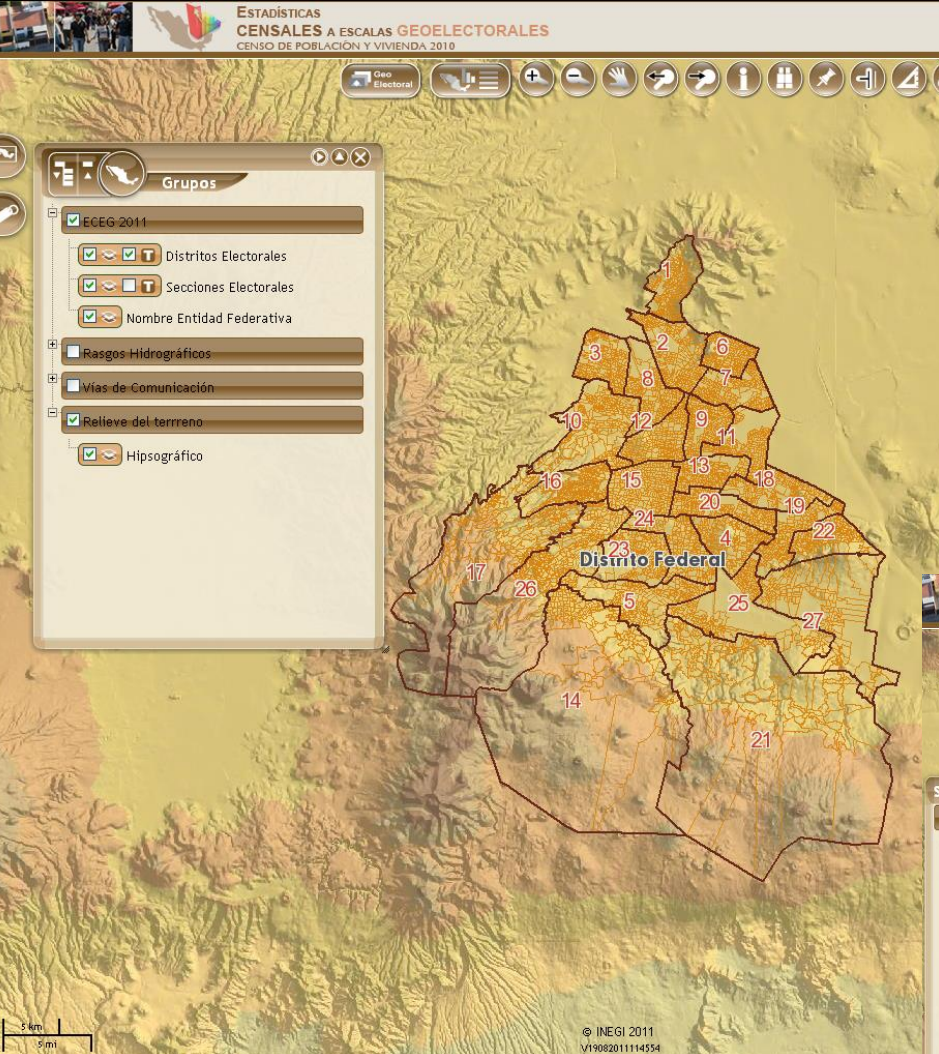 ESTADÍSTICAS
CENSALES A ESCALAS GEOELECTORALES
CENSO DE POBLACIÓN Y VIVIENDA 2010
Geo
Electoral
Grupos
ECEG 2011
T Distritos Electorales
T Secciones Electorales
Nombre Entidad Federativa
Rasgos Hidrográficos
Vías de Comunicación
Relieve del terrreno
Hipsográfico
1
2
6
3
8
7
10
12
9
11
13
16
15
18
20
19
24
4
22
23
Distrito Federal
17
26
5
25
27
14
21
5 km
5 mi
© INEGI 2011
V19082011114554
S